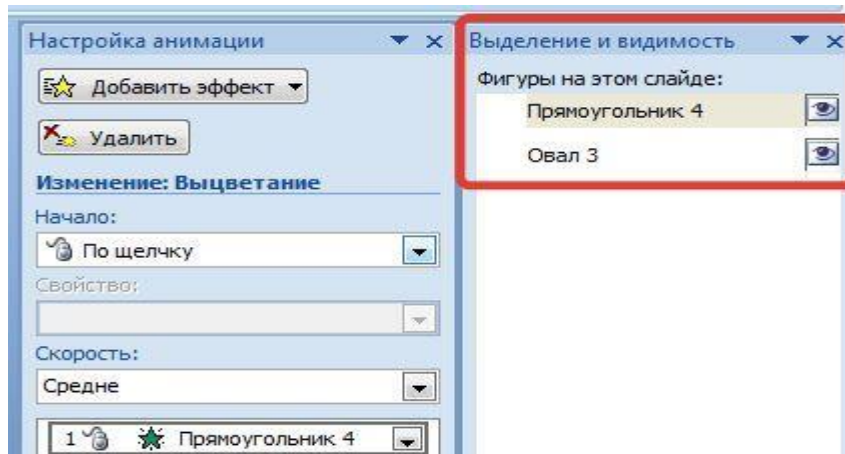 Настройка анимации
Добавить эффект
Удалить
Изменение: Выцветание
Начало:
По щелчку
Свойство:
Скорость:
Средне
1 Прямоугольник 4
Выделение и видимость
Фигуры на этом слайде:
Прямоугольник 4
Овал 3